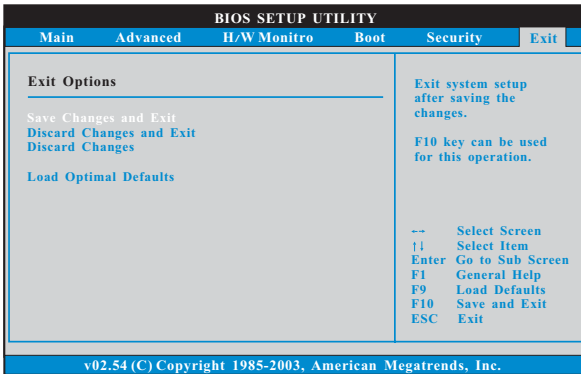 BIOS SETUP UTILITY
Main Advanced H/W Monitro Boot Security Exit
Exit Options
Save Changes and Exit
Discard Changes and Exit
Discard Changes
Load Optimal Defaults
Exit system setup
after saving the
changes.
F10 key can be used
for this operation.
←→ Select Screen
↑↓ Select Item
Enter Go to Sub Screen
F1 General Help
F9 Load Defaults
F10 Save and Exit
ESC Exit
v02.54 (C) Copyright 1985-2003, American Megatrends, Inc.